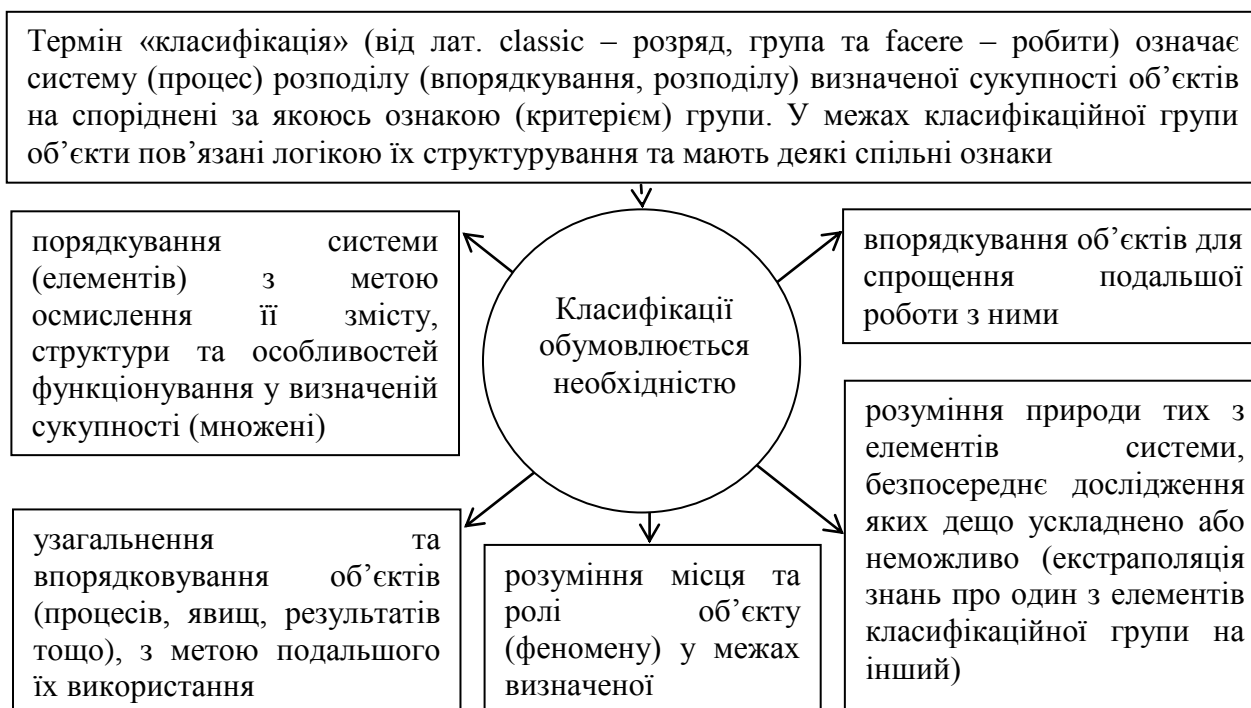 Термін «класифікація» (від лат. classic – розряд, група та facere – робити) означає
систему (процес) розподілу (впорядкування, розподілу) визначеної сукупності об’єктів
на споріднені за якоюсь ознакою (критерієм) групи. У межах класифікаційної групи
об’єкти пов’язані логікою їх структурування та мають деякі спільні ознаки
порядкування системи
(елементів) з метою
осмислення її змісту,
структури та особливостей
функціонування у визначеній
сукупності (множені)
Класифікації
обумовлюється
необхідністю
впорядкування об’єктів для
спрощення подальшої
роботи з ними
узагальнення та
впорядковування об’єктів
(процесів, явищ, результатів
тощо), з метою подальшого
їх використання
розуміння місця та
ролі об’єкту
(феномену) у межах
визначеної
розуміння природи тих з
елементів системи,
безпосереднє дослідження
яких дещо ускладнено або
неможливо (екстраполяція
знань про один з елементів
класифікаційної групи на
інший)